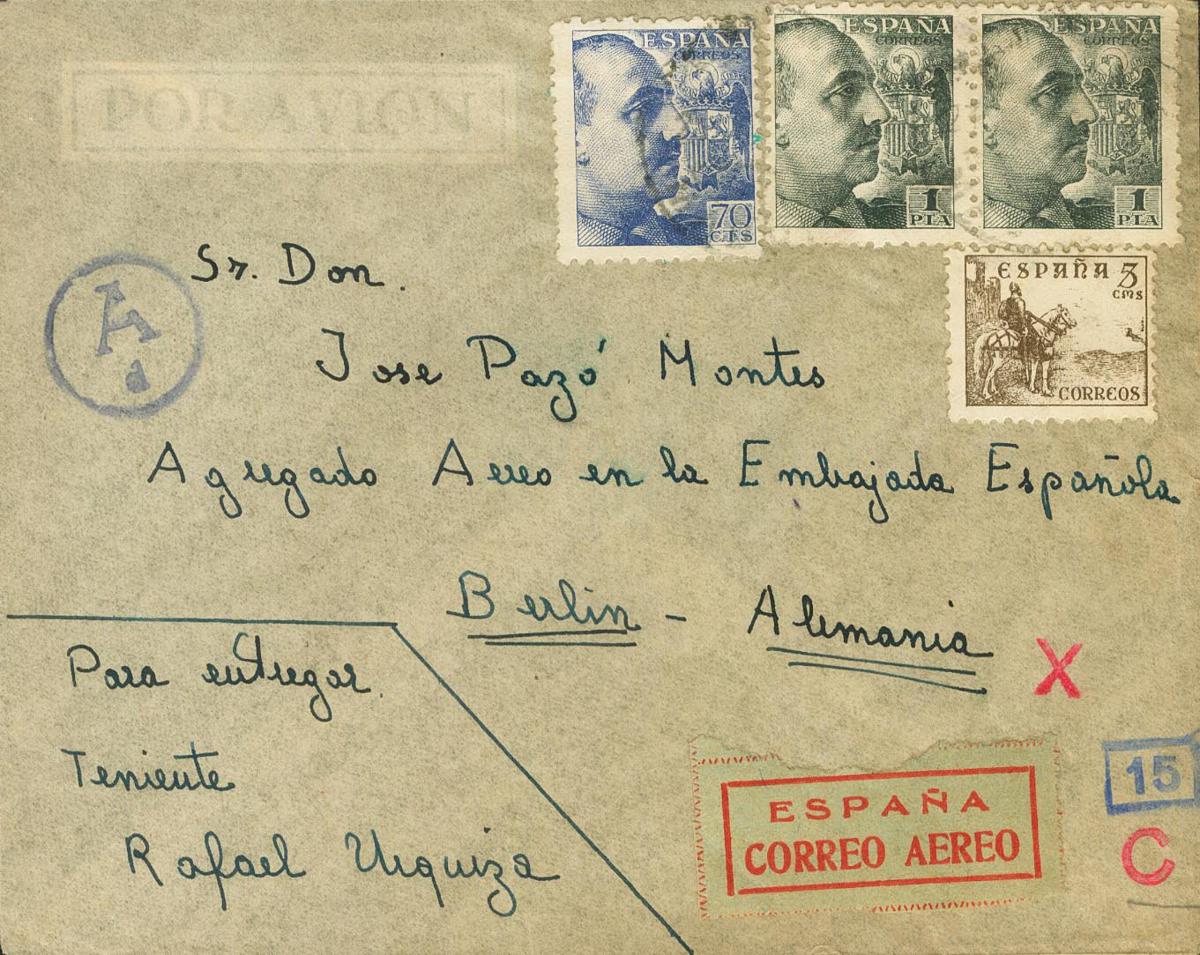 POR AVION
ESPAÑA
CORREOS
70
CTS
ESPAÑA
CORREOS
1
PTA
ESPAÑA
CORREOS
1
PTA
ESPAÑA 5
CMS
CORREOS
A
d
Sr. Don.
Jose Pazó Montes
Agregado Aereo en la Embajada Española
Berlin - Alemania
X
Para entregar.
Teniente
Rafael Urquiza
ESPAÑA
CORREO AEREO
15
C